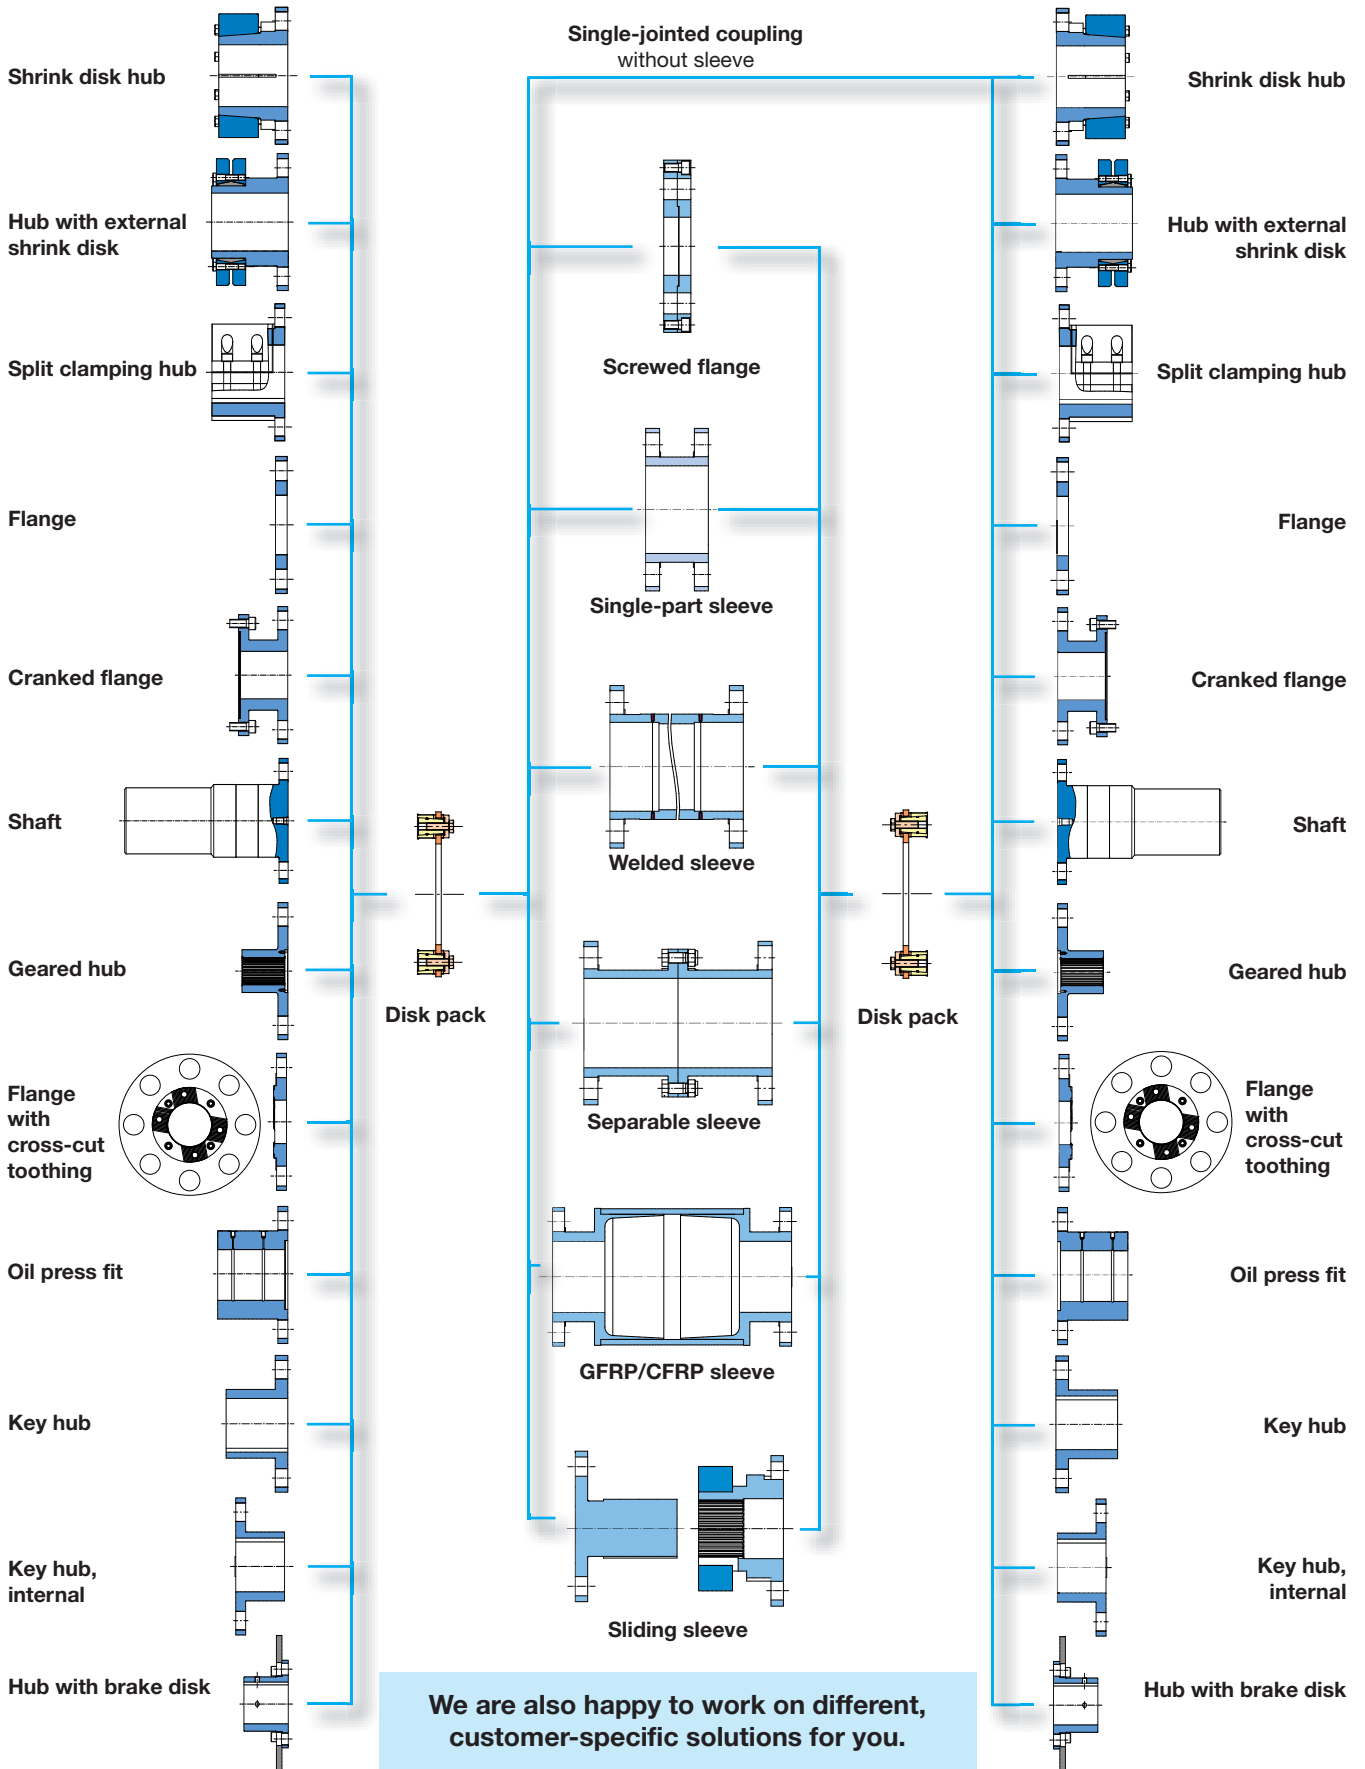 Single-jointed coupling
without sleeve
Shrink disk hub
Hub with external
shrink disk
Split clamping hub
Flange
Cranked flange
Shaft
Geared hub
Flange
with
cross-cut
toothing
Oil press fit
Key hub
Key hub,
internal
Hub with brake disk
Disk pack
Screwed flange
Single-part sleeve
Welded sleeve
Separable sleeve
GFRP/CFRP sleeve
Sliding sleeve
Disk pack
Shrink disk hub
Hub with external
shrink disk
Split clamping hub
Flange
Cranked flange
Shaft
Geared hub
Flange
with
cross-cut
toothing
Oil press fit
Key hub
Key hub,
internal
Hub with brake disk
We are also happy to work on different,
customer-specific solutions for you.